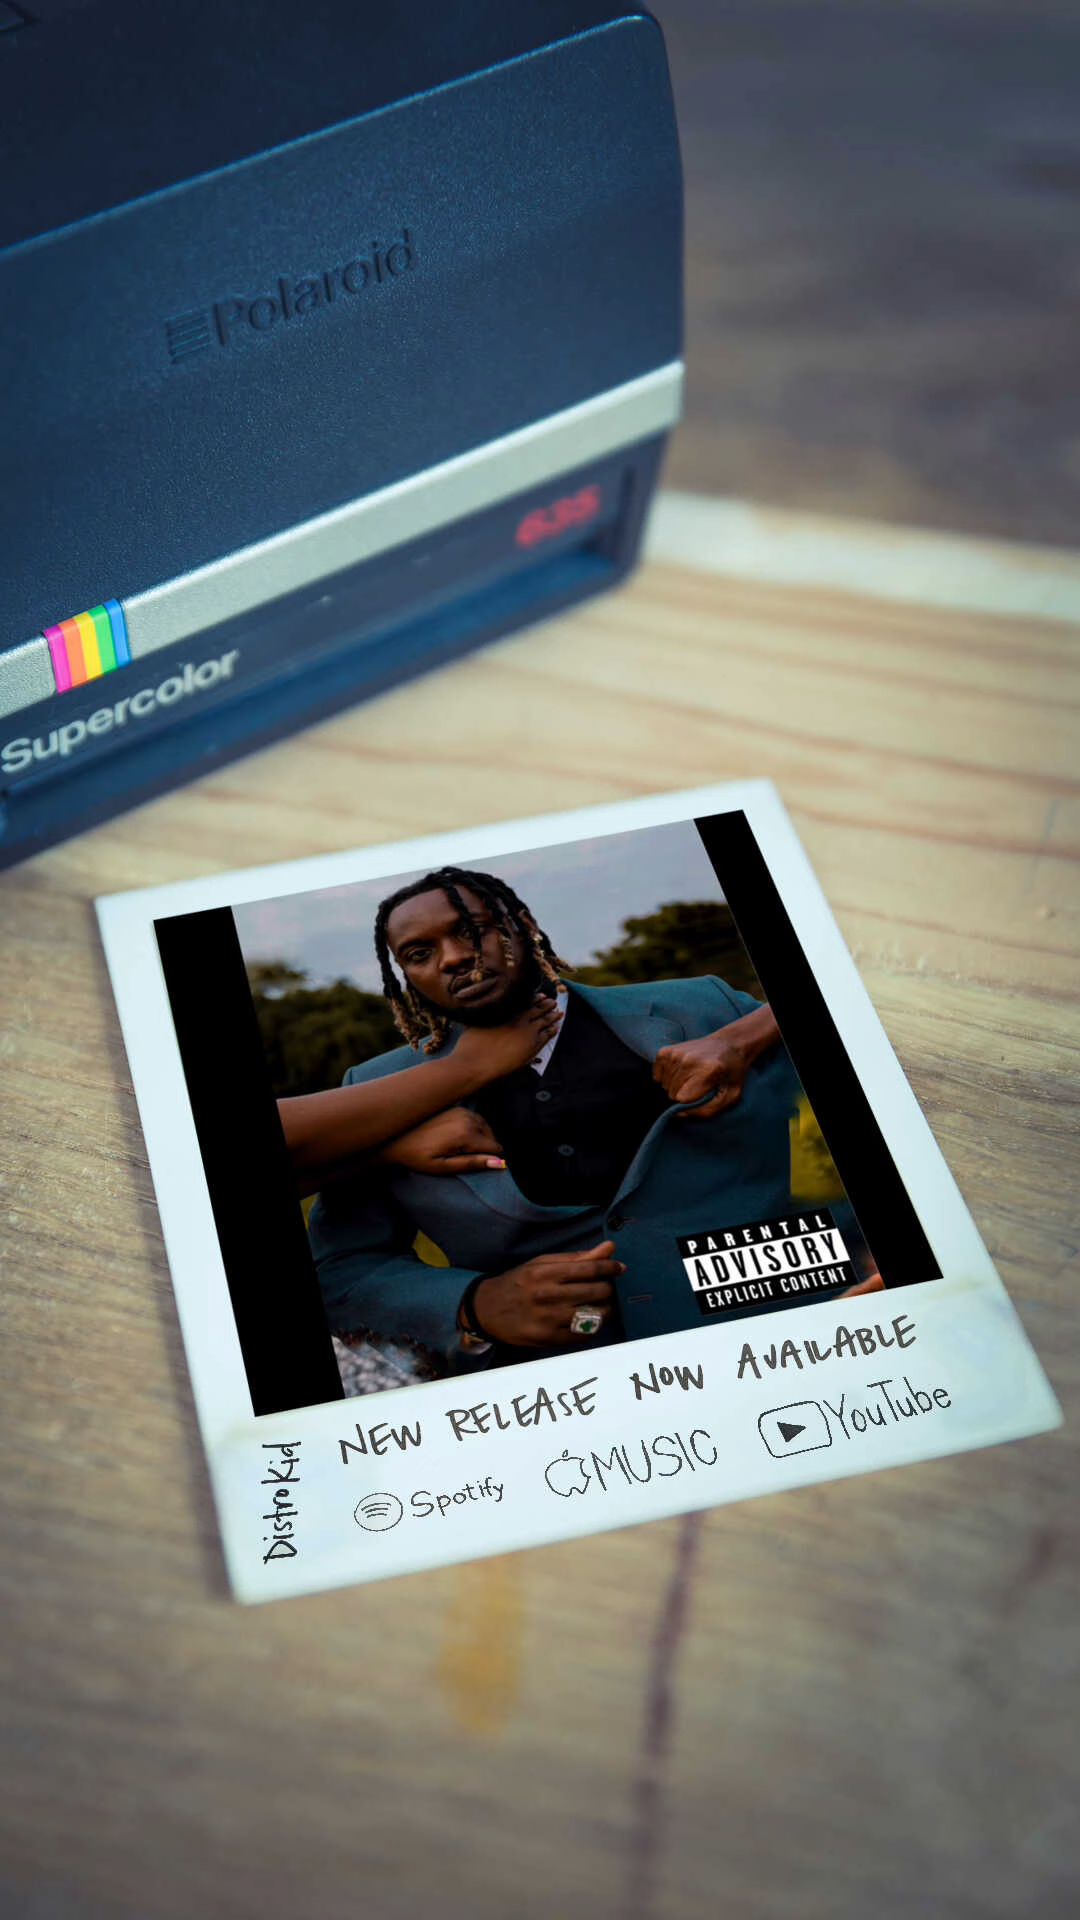 Polaroid
635
Supercolor
PARENTAL
ADVISORY
EXPLICIT CONTENT
NEW RELEASE NOW AVAILABLE
Spotify MUSIC YouTube
DistroKid